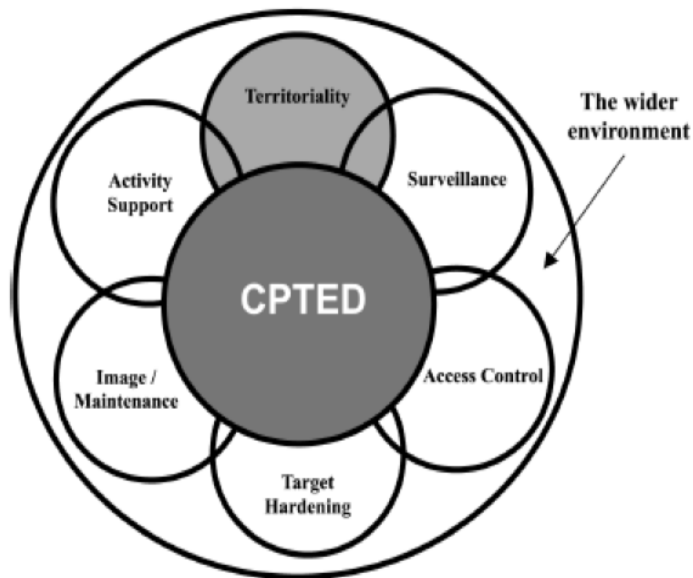 Territoriality
The wider
environment
Activity
Support
Surveillance
CPTED
Image /
Maintenance
Access Control
Target
Hardening